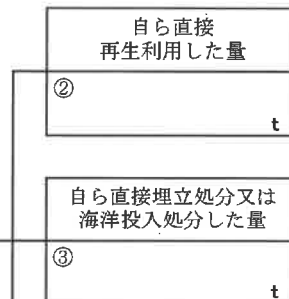 自ら直接
再生利用した量
②
t
自ら直接埋立処分又は
海洋投入処分した量
③
t